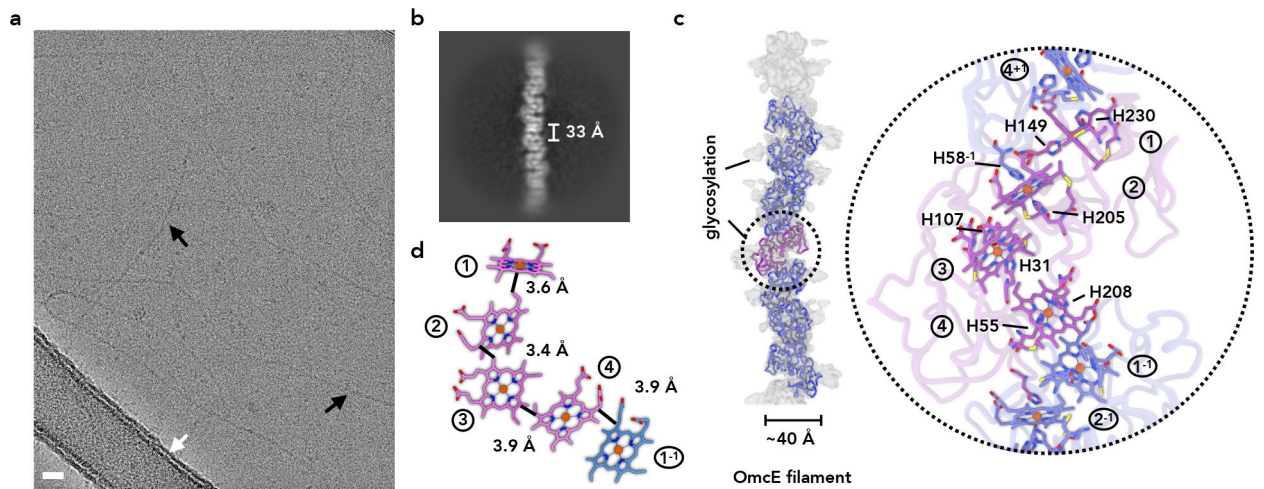 a
b
33 Å
c
glycosylation
~40 Å
OmcE filament
4⁺¹
H149
H230
1
H58⁻¹
2
H107
H205
3
H31
H208
4
H55
1⁻¹
2⁻¹
d
1
3.6 Å
2
3.4 Å
4
3.9 Å
3
3.9 Å
1⁻¹